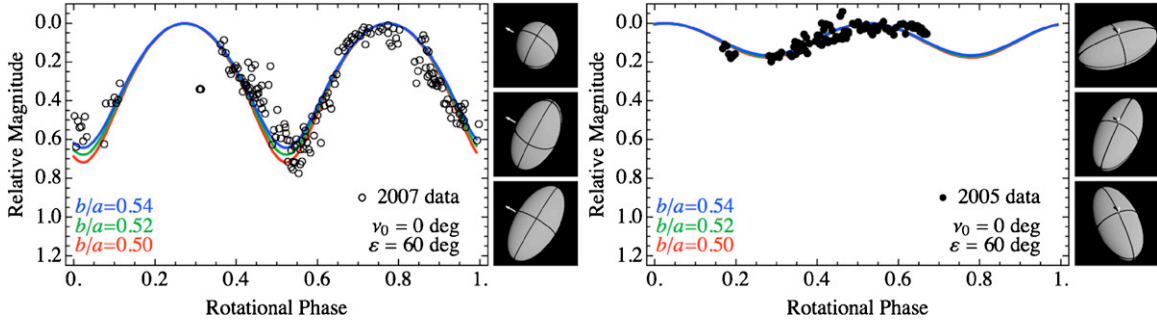 Relative Magnitude
0.0
0.2
0.4
0.6
0.8
1.0
1.2
b/a=0.54
b/a=0.52
b/a=0.50
2007 data
ν₀ = 0 deg
ε = 60 deg
0. 0.2 0.4 0.6 0.8 1.
Rotational Phase
Relative Magnitude
0.0
0.2
0.4
0.6
0.8
1.0
1.2
b/a=0.54
b/a=0.52
b/a=0.50
2005 data
ν₀ = 0 deg
ε = 60 deg
0. 0.2 0.4 0.6 0.8 1.
Rotational Phase